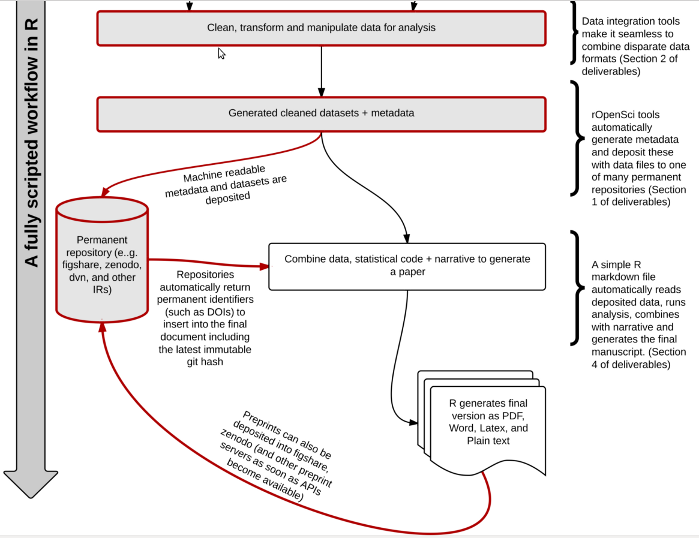 A fully scripted workflow in R
Clean, transform and manipulate data for analysis
Data integration tools
make it seamless to
combine disparate data
formats (Section 2 of
deliverables)
Generated cleaned datasets + metadata
rOpenSci tools
automatically
generate metadata
and deposit these
with data files to one
of many permanent
repositories (Section
1 of deliverables)
Machine readable
metadata and datasets are
deposited
Permanent
repository (e..g.
figshare, zenodo,
dvn, and other
IRs)
Combine data, statistical code + narrative to generate
a paper
Repositories
automatically return
permanent identifiers
(such as DOIs) to
insert into the final
document including
the latest immutable
git hash
A simple R
markdown file
automatically reads
deposited data, runs
analysis, combines
with narrative and
generates the final
manuscript. (Section
4 of deliverables)
R generates final
version as PDF,
Word, Latex, and
Plain text
Preprints can also be
deposited into figshare,
zenodo (and other preprint
servers as soon as APIs
become available)